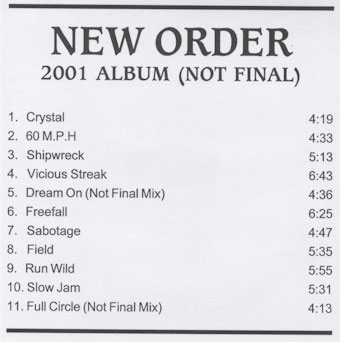 NEW ORDER
2001 ALBUM (NOT FINAL)
1. Crystal 4:19
2. 60 M.P.H 4:33
3. Shipwreck 5:13
4. Vicious Streak 6:43
5. Dream On (Not Final Mix) 4:36
6. Freefall 6:25
7. Sabotage 4:47
8. Field 5:35
9. Run Wild 5:55
10. Slow Jam 5:31
11. Full Circle (Not Final Mix) 4:13